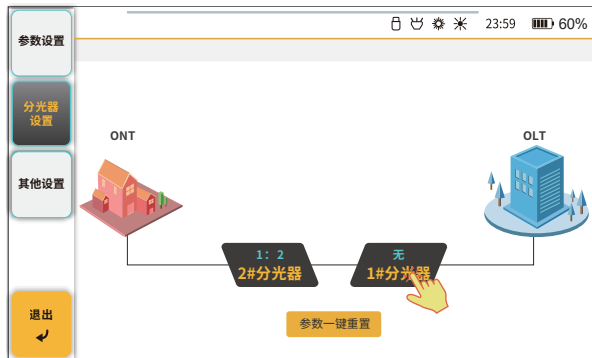 参数设置
23:59
60%
分光器
设置
ONT
OLT
其他设置
1：2
2#分光器
无
1#分光器
退出
参数一键重置